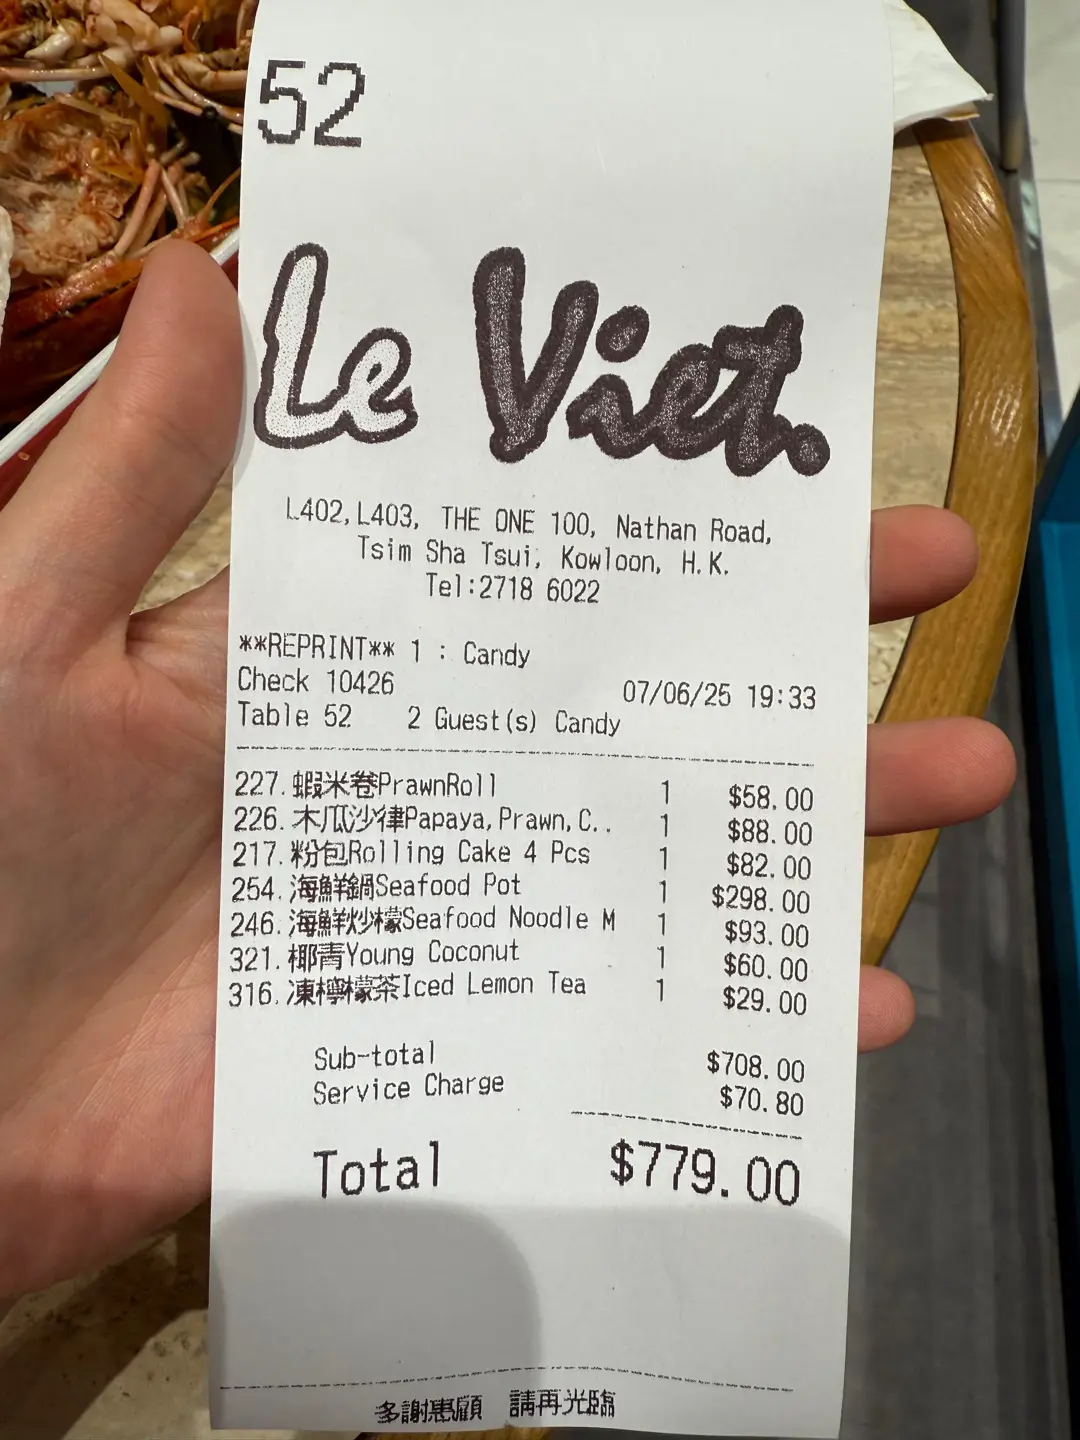 52
Le Viet.
L402,L403, THE ONE 100, Nathan Road,
Tsim Sha Tsui, Kowloon, H.K.
Tel:2718 6022
**REPRINT** 1 : Candy
Check 10426 07/06/25 19:33
Table 52 2 Guest(s) Candy
227.蝦米卷PrawnRoll 1 $58.00
226.木瓜沙律Papaya,Prawn,C.. 1 $88.00
217.粉包Rolling Cake 4 Pcs 1 $82.00
254.海鮮鍋Seafood Pot 1 $298.00
246.海鮮炒檬Seafood Noodle M 1 $93.00
321.椰青Young Coconut 1 $60.00
316.凍檸檬茶Iced Lemon Tea 1 $29.00
Sub-total $708.00
Service Charge $70.80
Total $779.00
多謝惠顧 請再光臨